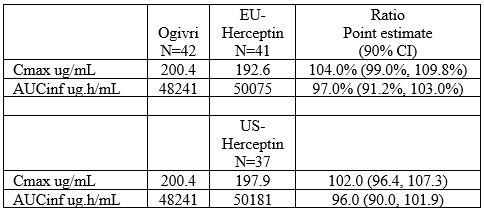 Ogivri N=42 EU-Herceptin N=41 Ratio Point estimate (90% CI)
Cmax ug/mL 200.4 192.6 104.0% (99.0%, 109.8%)
AUCinf ug.h/mL 48241 50075 97.0% (91.2%, 103.0%)
US-Herceptin N=37
Cmax ug/mL 200.4 197.9 102.0 (96.4, 107.3)
AUCinf ug.h/mL 48241 50181 96.0 (90.0, 101.9)